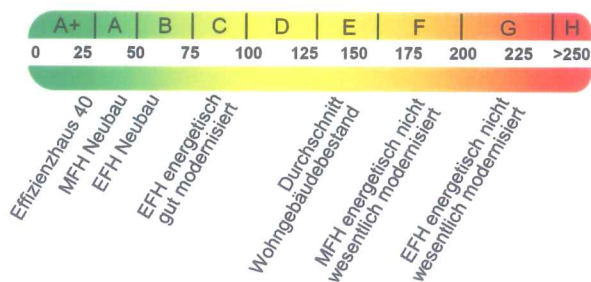 A+ A B C D E F G H
0 25 50 75 100 125 150 175 200 225 >250
Effizienzhaus 40
MFH Neubau
EFH Neubau
EFH energetisch
gut modernisiert
Durchschnitt
Wohngebäudebestand
MFH energetisch nicht
wesentlich modernisiert
EFH energetisch nicht
wesentlich modernisiert